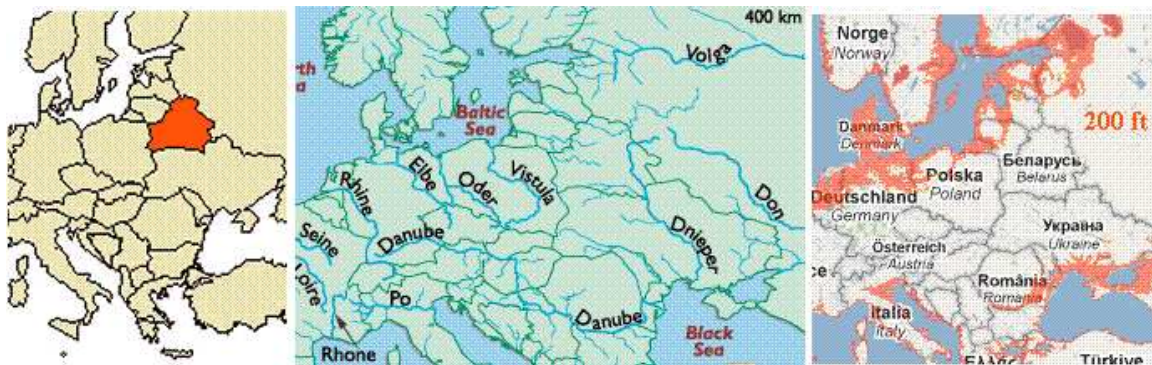 400 km
Volga
rth
a
Baltic
Sea
Elbe
Oder
Vistula
Rhine
Seine
Danube
Don
Dnieper
Loire
Po
Danube
Black
Sea
Rhone
Norge
Norway
200 ft
Danmark
Denmark
Беларусь
Belarus
Polska
Poland
Deutschland
Germany
Україна
Ukraine
Österreich
Austria
ce
România
Romania
Italia
Italy
Ελλάς
Türkiye